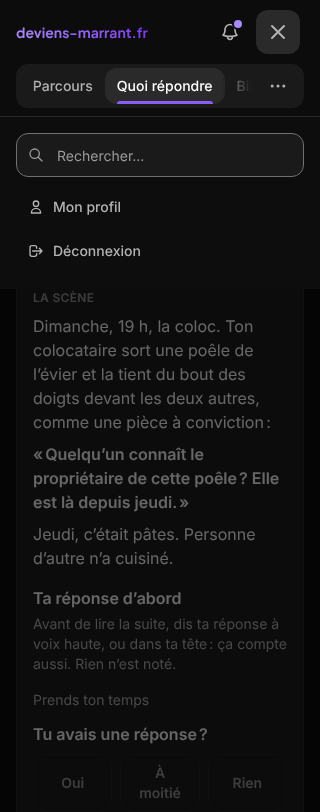 deviens-marrant.fr
Parcours
Quoi répondre
Rechercher…
Mon profil
Déconnexion
LA SCÈNE
Dimanche, 19 h, la coloc. Ton
colocataire sort une poêle de
l’évier et la tient du bout des
doigts devant les deux autres,
comme une pièce à conviction :
« Quelqu’un connaît le
propriétaire de cette poêle ? Elle
est là depuis jeudi. »
Jeudi, c’était pâtes. Personne
d’autre n’a cuisiné.
Ta réponse d’abord
Avant de lire la suite, dis ta réponse à
voix haute, ou dans ta tête : ça compte
aussi. Rien n’est noté.
Prends ton temps
Tu avais une réponse ?
Oui
À
moitié
Rien